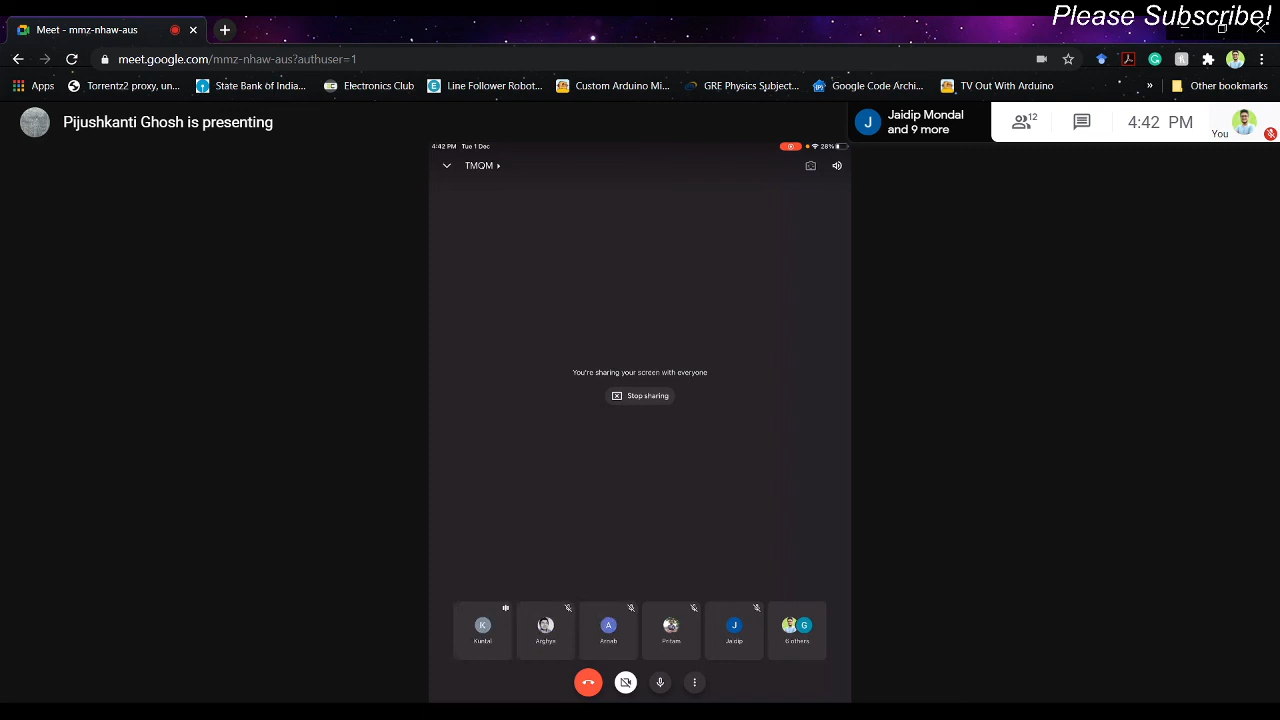 Please Subscribe!
Meet - mmz-nhaw-aus
meet.google.com/mmz-nhaw-aus?authuser=1
Apps
Torrentz2 proxy, un...
State Bank of India...
Electronics Club
Line Follower Robot...
Custom Arduino Mi...
GRE Physics Subject...
Google Code Archi...
TV Out With Arduino
»
Other bookmarks
Pijushkanti Ghosh is presenting
J
Jaidip Mondal
and 9 more
12
4:42 PM
You
4:42 PM Tue 1 Dec
28%
TMQM
You're sharing your screen with everyone
Stop sharing
K
A
J
G
Kuntal
Arghya
Arnab
Pritam
Jaidip
6 others